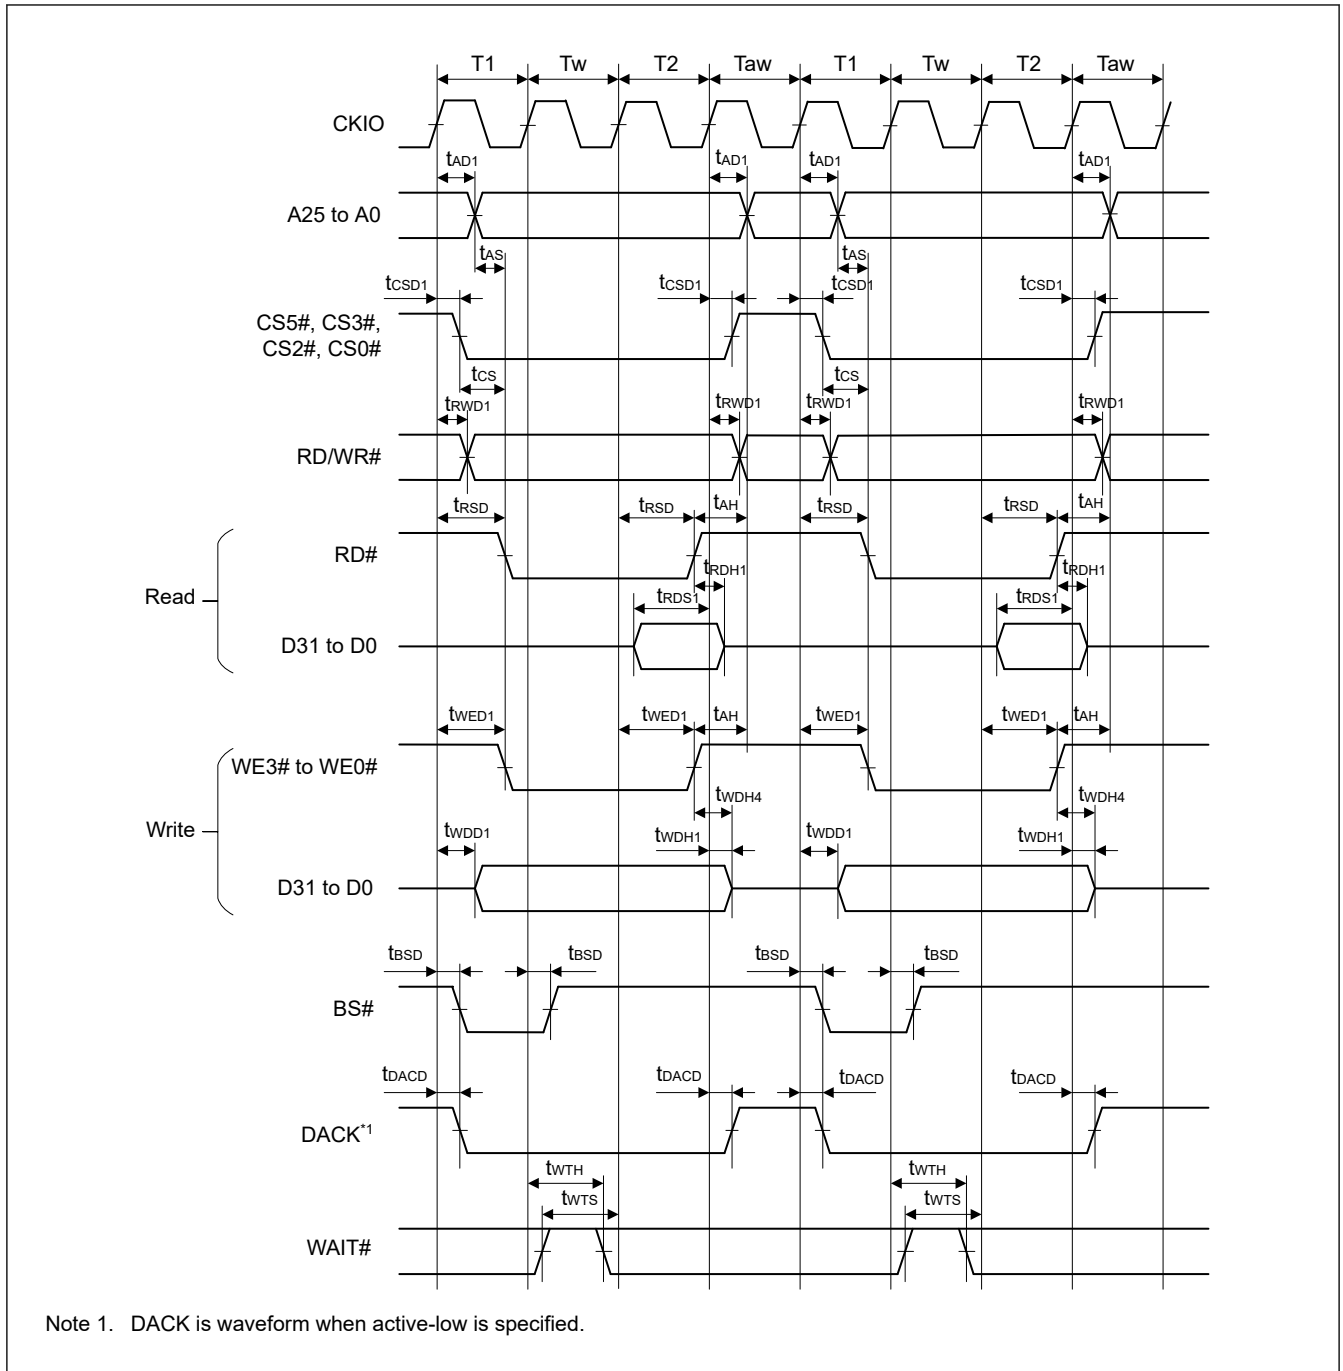 T1 Tw T2 Taw T1 Tw T2 Taw
CKIO
tAD1 tAD1 tAD1 tAD1
A25 to A0
tAS tAS
tCSD1 tCSD1 tCSD1 tCSD1
CS5#, CS3#,
CS2#, CS0#
tCS tCS
tRWD1 tRWD1 tRWD1 tRWD1
RD/WR#
tRSD tRSD tAH tRSD tRSD tAH
RD#
tRDH1 tRDH1
Read
tRDS1 tRDS1
D31 to D0
tWED1 tWED1 tAH tWED1 tWED1 tAH
WE3# to WE0#
tWDH4 tWDH4
Write
tWDD1 tWDH1 tWDD1 tWDH1
D31 to D0
tBSD tBSD tBSD tBSD
BS#
tDACD tDACD tDACD tDACD
DACK*1
tWTH tWTH
tWTS tWTS
WAIT#
Note 1. DACK is waveform when active-low is specified.